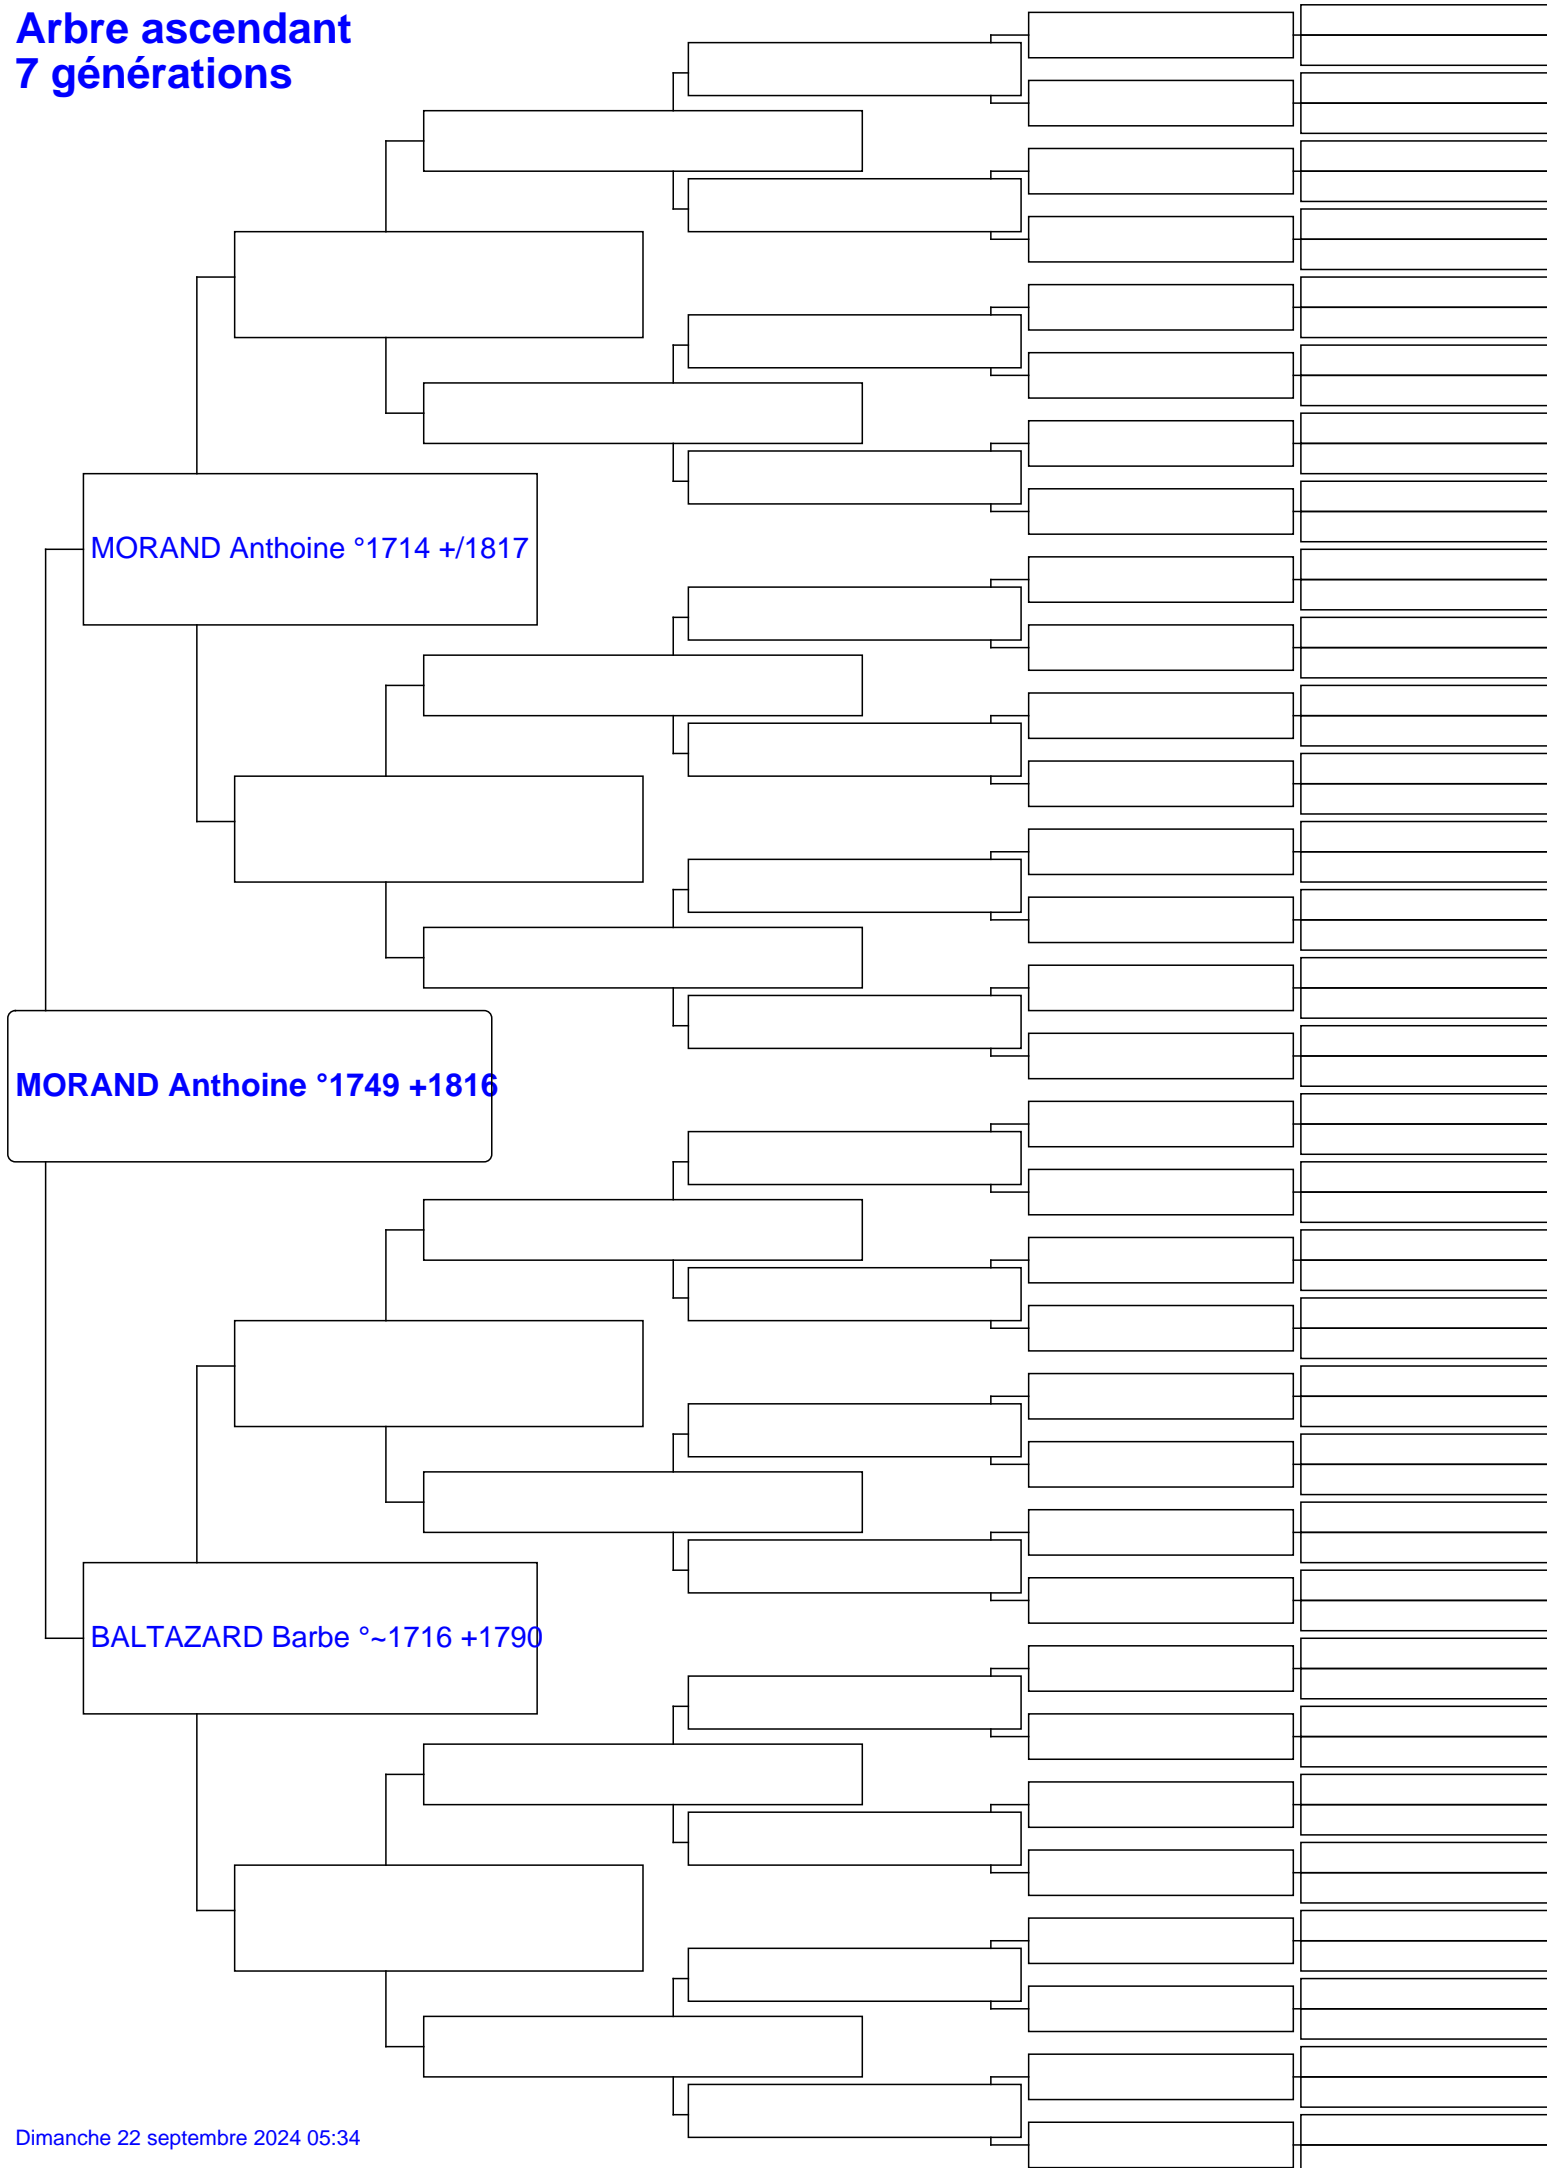 Arbre ascendant
7 générations
MORAND Anthoine °1714 +/1817
MORAND Anthoine °1749 +1816
BALTAZARD Barbe °~1716 +1790
Dimanche 22 septembre 2024 05:34